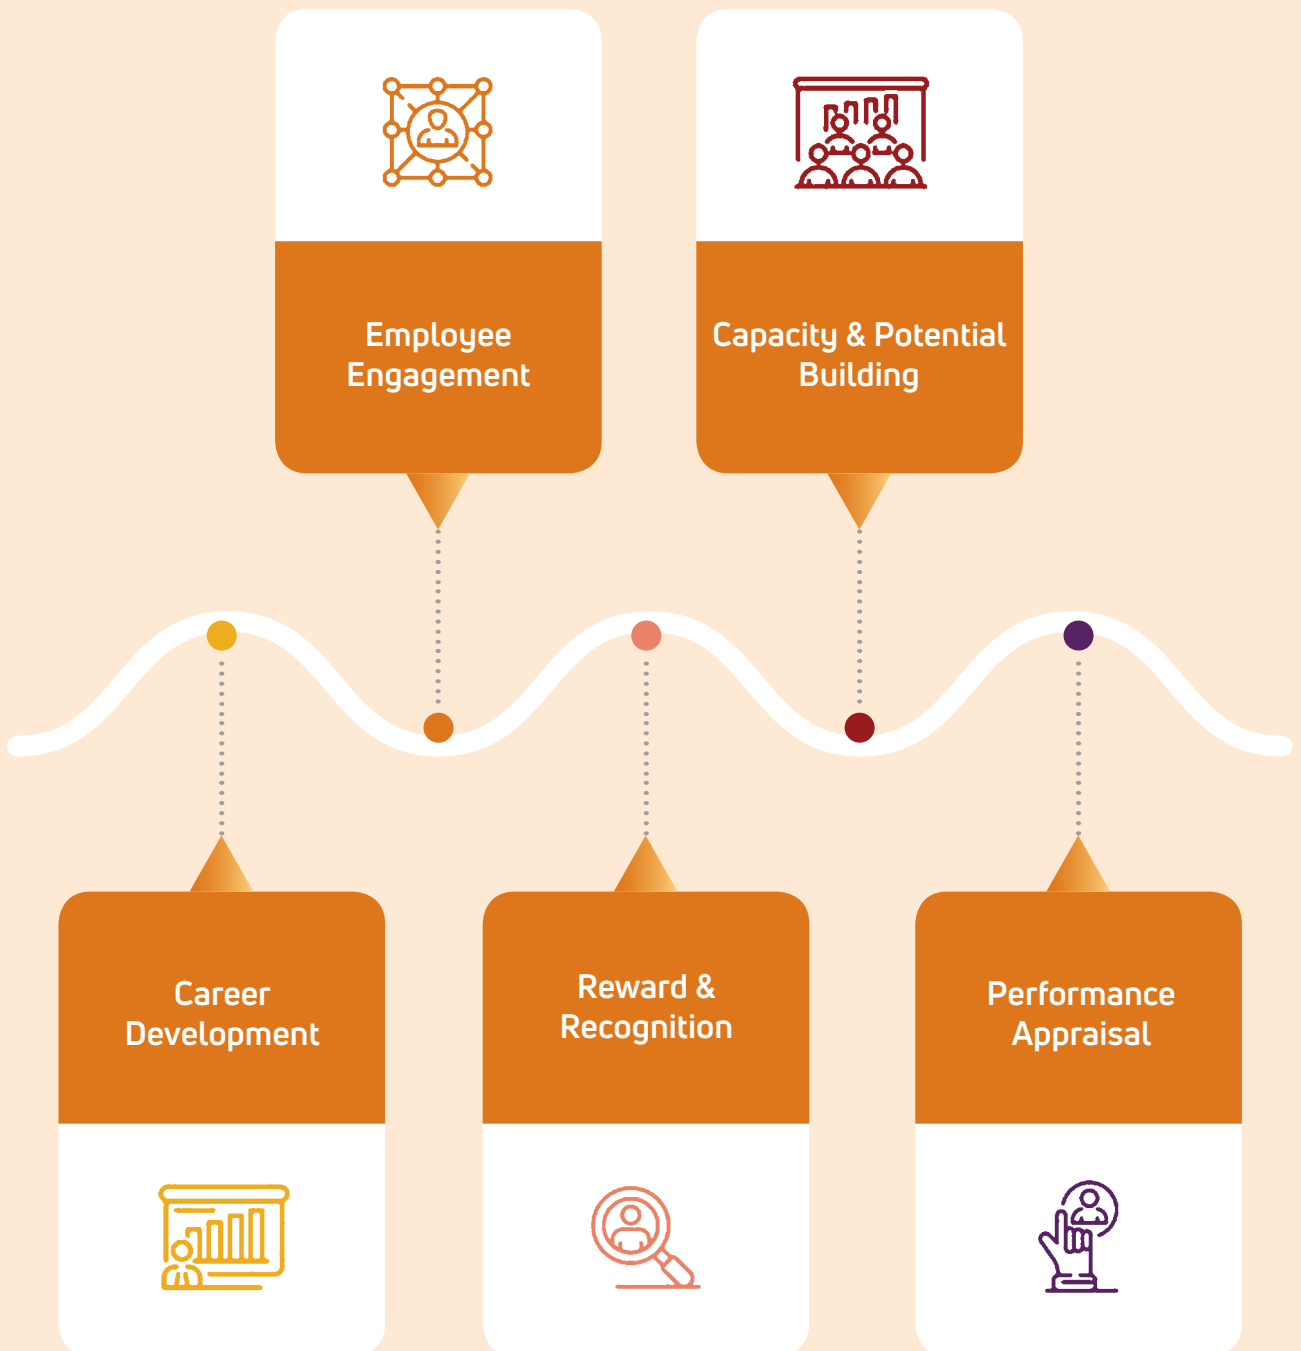 Employee
Engagement
Capacity & Potential
Building
Career
Development
Reward &
Recognition
Performance
Appraisal